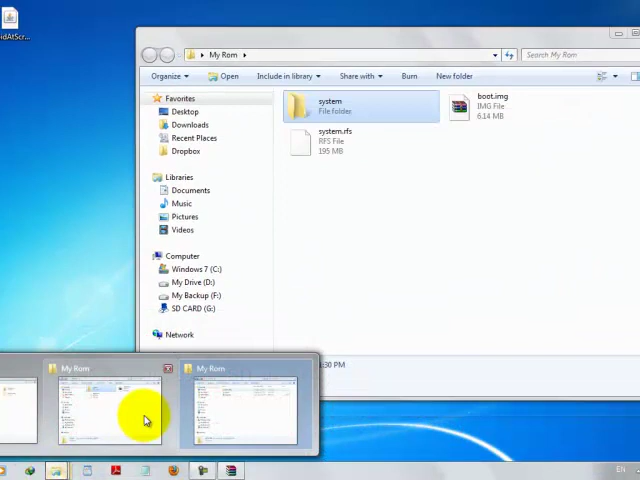 idAtScr...
My Rom
Search My Rom
Organize
Open
Include in library
Share with
Burn
New folder
Favorites
Desktop
Downloads
Recent Places
Dropbox
Libraries
Documents
Music
Pictures
Videos
Computer
Windows 7 (C:)
My Drive (D:)
My Backup (F:)
SD CARD (G:)
Network
system
File folder
boot.img
IMG File
6.14 MB
system.rfs
RFS File
195 MB
:30 PM
My Rom
My Rom
EN